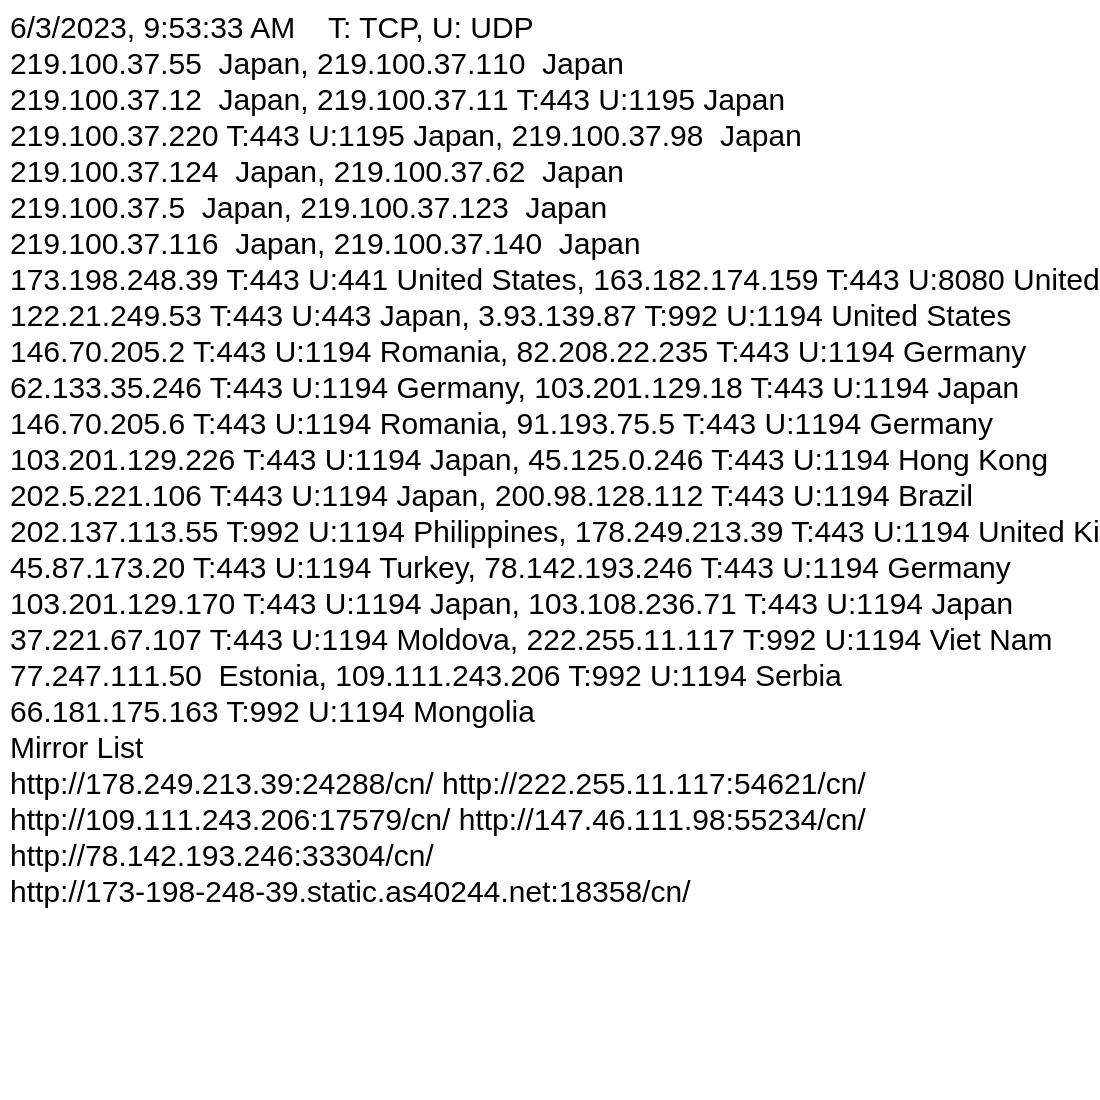 6/3/2023, 9:53:33 AM    T: TCP, U: UDP
219.100.37.55  Japan, 219.100.37.110  Japan
219.100.37.12  Japan, 219.100.37.11 T:443 U:1195 Japan
219.100.37.220 T:443 U:1195 Japan, 219.100.37.98  Japan
219.100.37.124  Japan, 219.100.37.62  Japan
219.100.37.5  Japan, 219.100.37.123  Japan
219.100.37.116  Japan, 219.100.37.140  Japan
173.198.248.39 T:443 U:441 United States, 163.182.174.159 T:443 U:8080 United
122.21.249.53 T:443 U:443 Japan, 3.93.139.87 T:992 U:1194 United States
146.70.205.2 T:443 U:1194 Romania, 82.208.22.235 T:443 U:1194 Germany
62.133.35.246 T:443 U:1194 Germany, 103.201.129.18 T:443 U:1194 Japan
146.70.205.6 T:443 U:1194 Romania, 91.193.75.5 T:443 U:1194 Germany
103.201.129.226 T:443 U:1194 Japan, 45.125.0.246 T:443 U:1194 Hong Kong
202.5.221.106 T:443 U:1194 Japan, 200.98.128.112 T:443 U:1194 Brazil
202.137.113.55 T:992 U:1194 Philippines, 178.249.213.39 T:443 U:1194 United Ki
45.87.173.20 T:443 U:1194 Turkey, 78.142.193.246 T:443 U:1194 Germany
103.201.129.170 T:443 U:1194 Japan, 103.108.236.71 T:443 U:1194 Japan
37.221.67.107 T:443 U:1194 Moldova, 222.255.11.117 T:992 U:1194 Viet Nam
77.247.111.50  Estonia, 109.111.243.206 T:992 U:1194 Serbia
66.181.175.163 T:992 U:1194 Mongolia
Mirror List
http://178.249.213.39:24288/cn/ http://222.255.11.117:54621/cn/
http://109.111.243.206:17579/cn/ http://147.46.111.98:55234/cn/
http://78.142.193.246:33304/cn/
http://173-198-248-39.static.as40244.net:18358/cn/